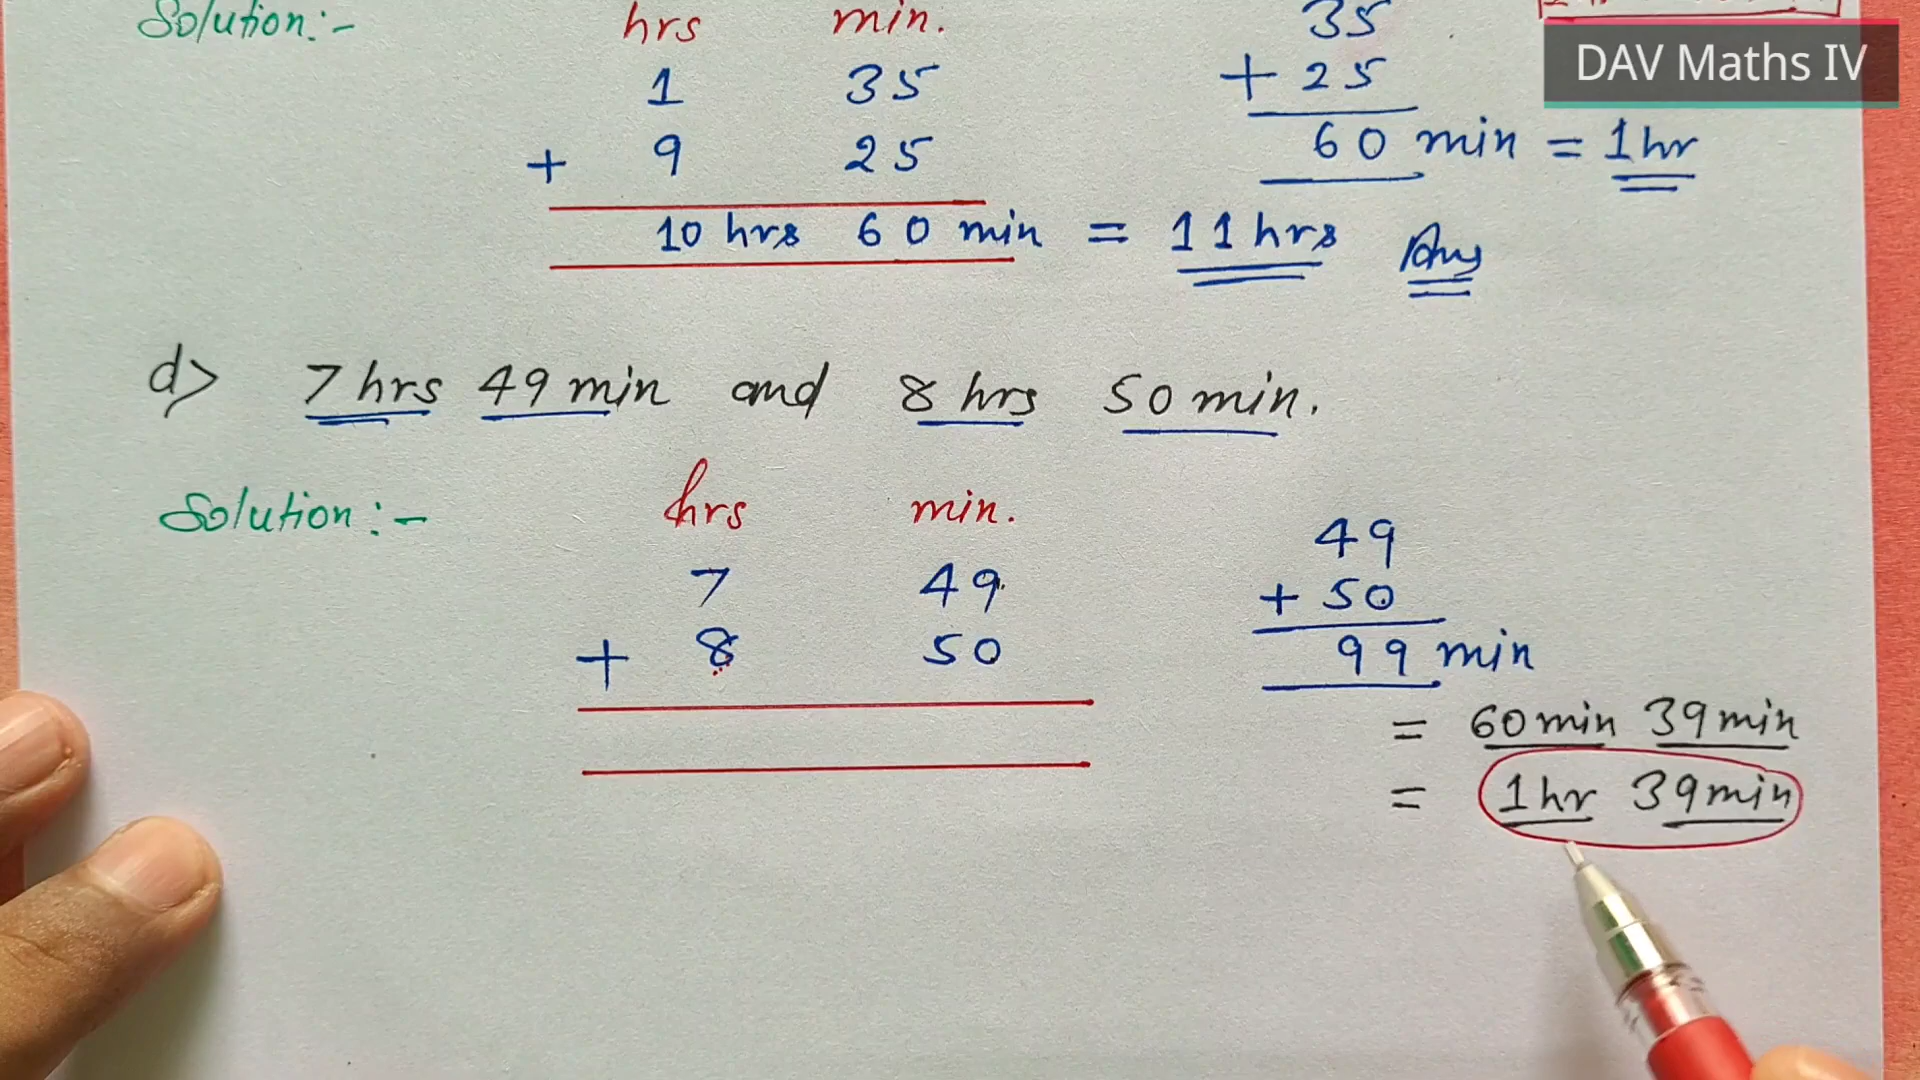 Solution:- hrs min. 35
DAV Maths IV
1 35 + 25
+ 9 25 60 min = 1 hr
10 hrs 60 min = 11 hrs Ans
d> 7 hrs 49 min and 8 hrs 50 min.
Solution:- hrs min.
7 49 49
+ 8 50 + 50
99 min
= 60 min 39 min
= 1 hr 39 min